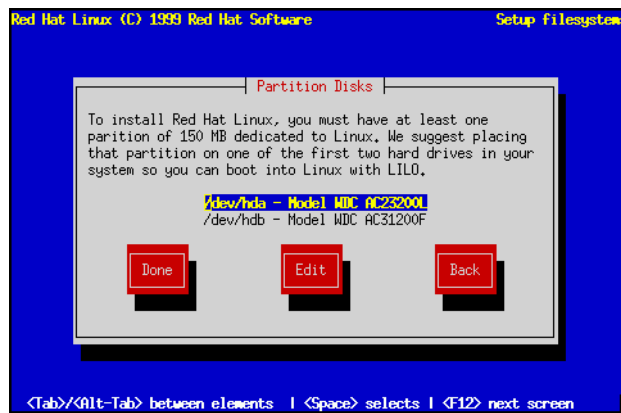 Red Hat Linux (C) 1999 Red Hat Software Setup filesystem
Partition Disks
To install Red Hat Linux, you must have at least one
parition of 150 MB dedicated to Linux. We suggest placing
that partition on one of the first two hard drives in your
system so you can boot into Linux with LILO.
/dev/hda - Model WDC AC23200L
/dev/hdb - Model WDC AC31200F
Done Edit Back
<Tab>/<Alt-Tab> between elements | <Space> selects | <F12> next screen